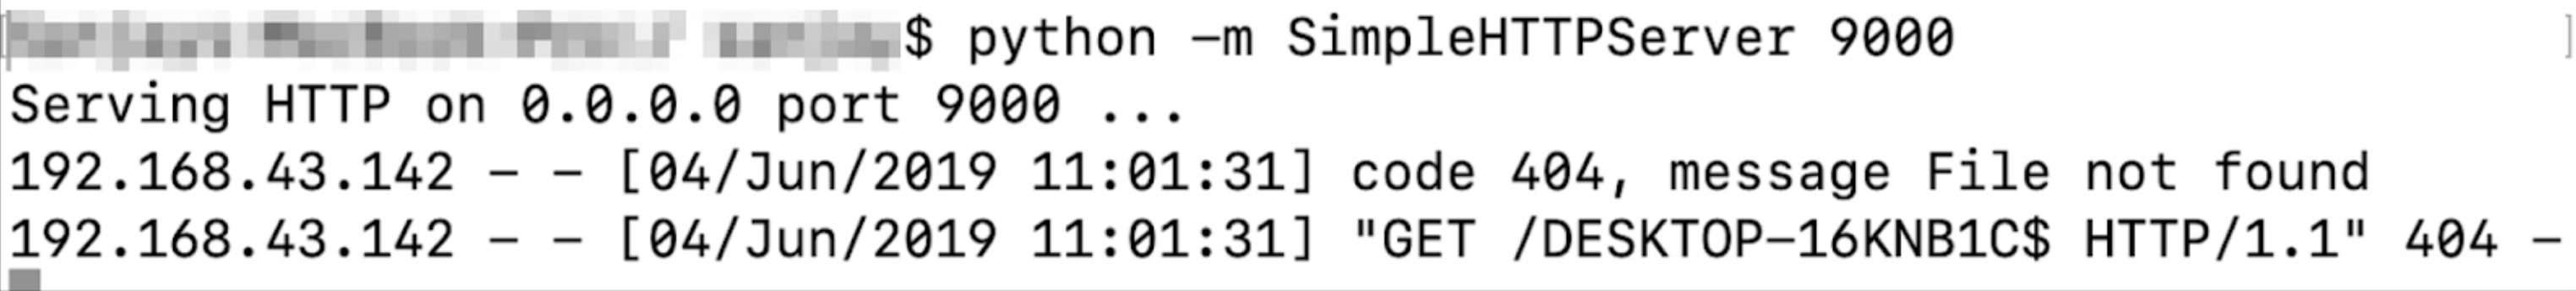 $ python -m SimpleHTTPServer 9000
Serving HTTP on 0.0.0.0 port 9000 ...
192.168.43.142 - - [04/Jun/2019 11:01:31] code 404, message File not found
192.168.43.142 - - [04/Jun/2019 11:01:31] "GET /DESKTOP-16KNB1C$ HTTP/1.1" 404 -